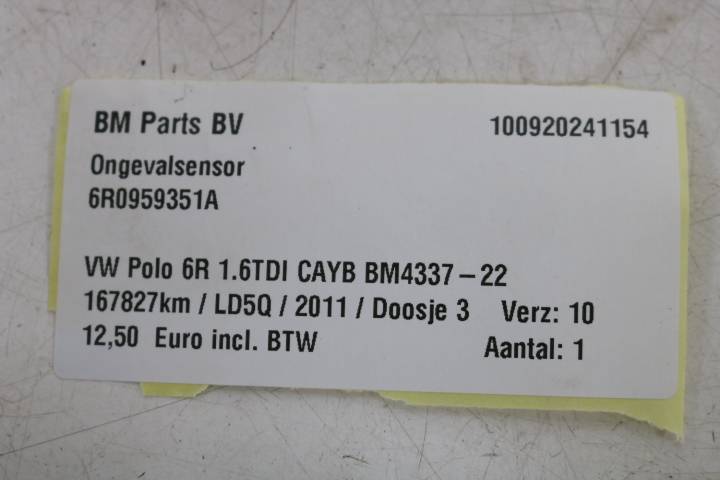 BM Parts BV 100920241154
Ongevalsensor
6R0959351A
VW Polo 6R 1.6TDI CAYB BM4337-22
167827km / LD5Q / 2011 / Doosje 3 Verz: 10
12,50 Euro incl. BTW Aantal: 1